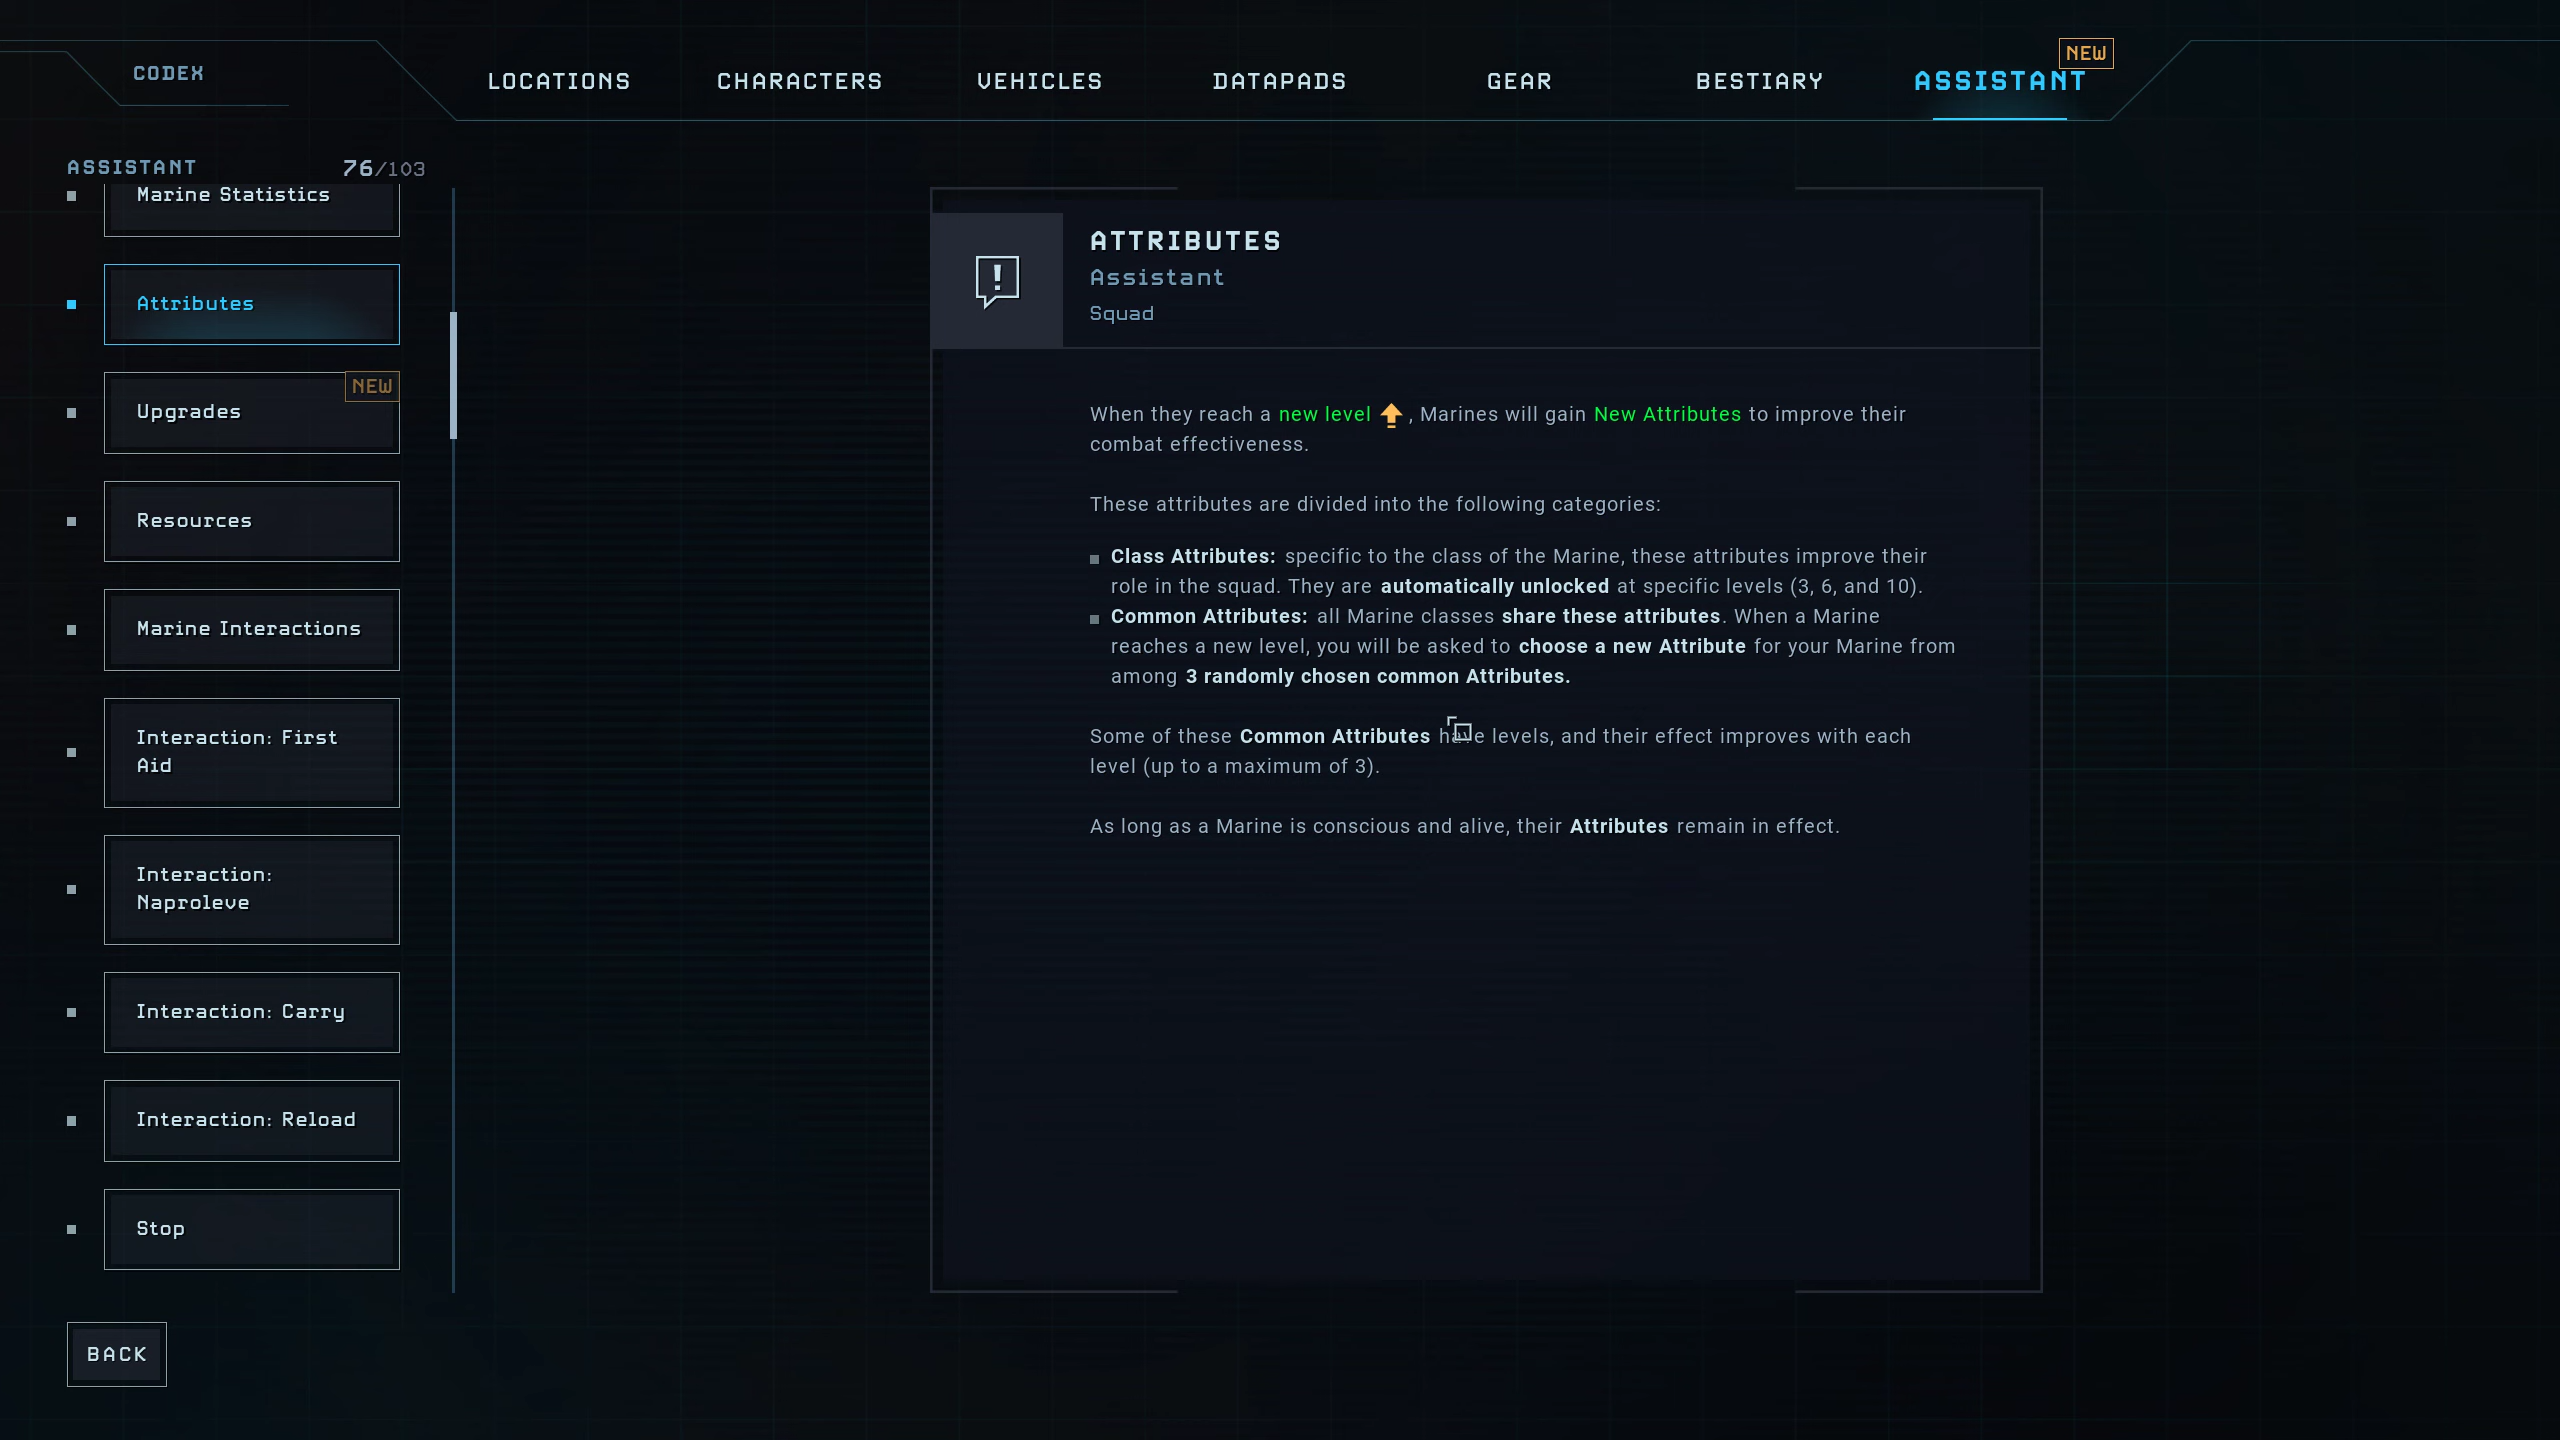 CODEX
LOCATIONS
CHARACTERS
VEHICLES
DATAPADS
GEAR
BESTIARY
ASSISTANT
NEW
ASSISTANT
76/103
Marine Statistics
Attributes
Upgrades
NEW
Resources
Marine Interactions
Interaction: First
Aid
Interaction:
Naproleve
Interaction: Carry
Interaction: Reload
Stop
BACK
ATTRIBUTES
Assistant
Squad
When they reach a new level , Marines will gain New Attributes to improve their
combat effectiveness.
These attributes are divided into the following categories:
Class Attributes: specific to the class of the Marine, these attributes improve their
role in the squad. They are automatically unlocked at specific levels (3, 6, and 10).
Common Attributes: all Marine classes share these attributes. When a Marine
reaches a new level, you will be asked to choose a new Attribute for your Marine from
among 3 randomly chosen common Attributes.
Some of these Common Attributes have levels, and their effect improves with each
level (up to a maximum of 3).
As long as a Marine is conscious and alive, their Attributes remain in effect.